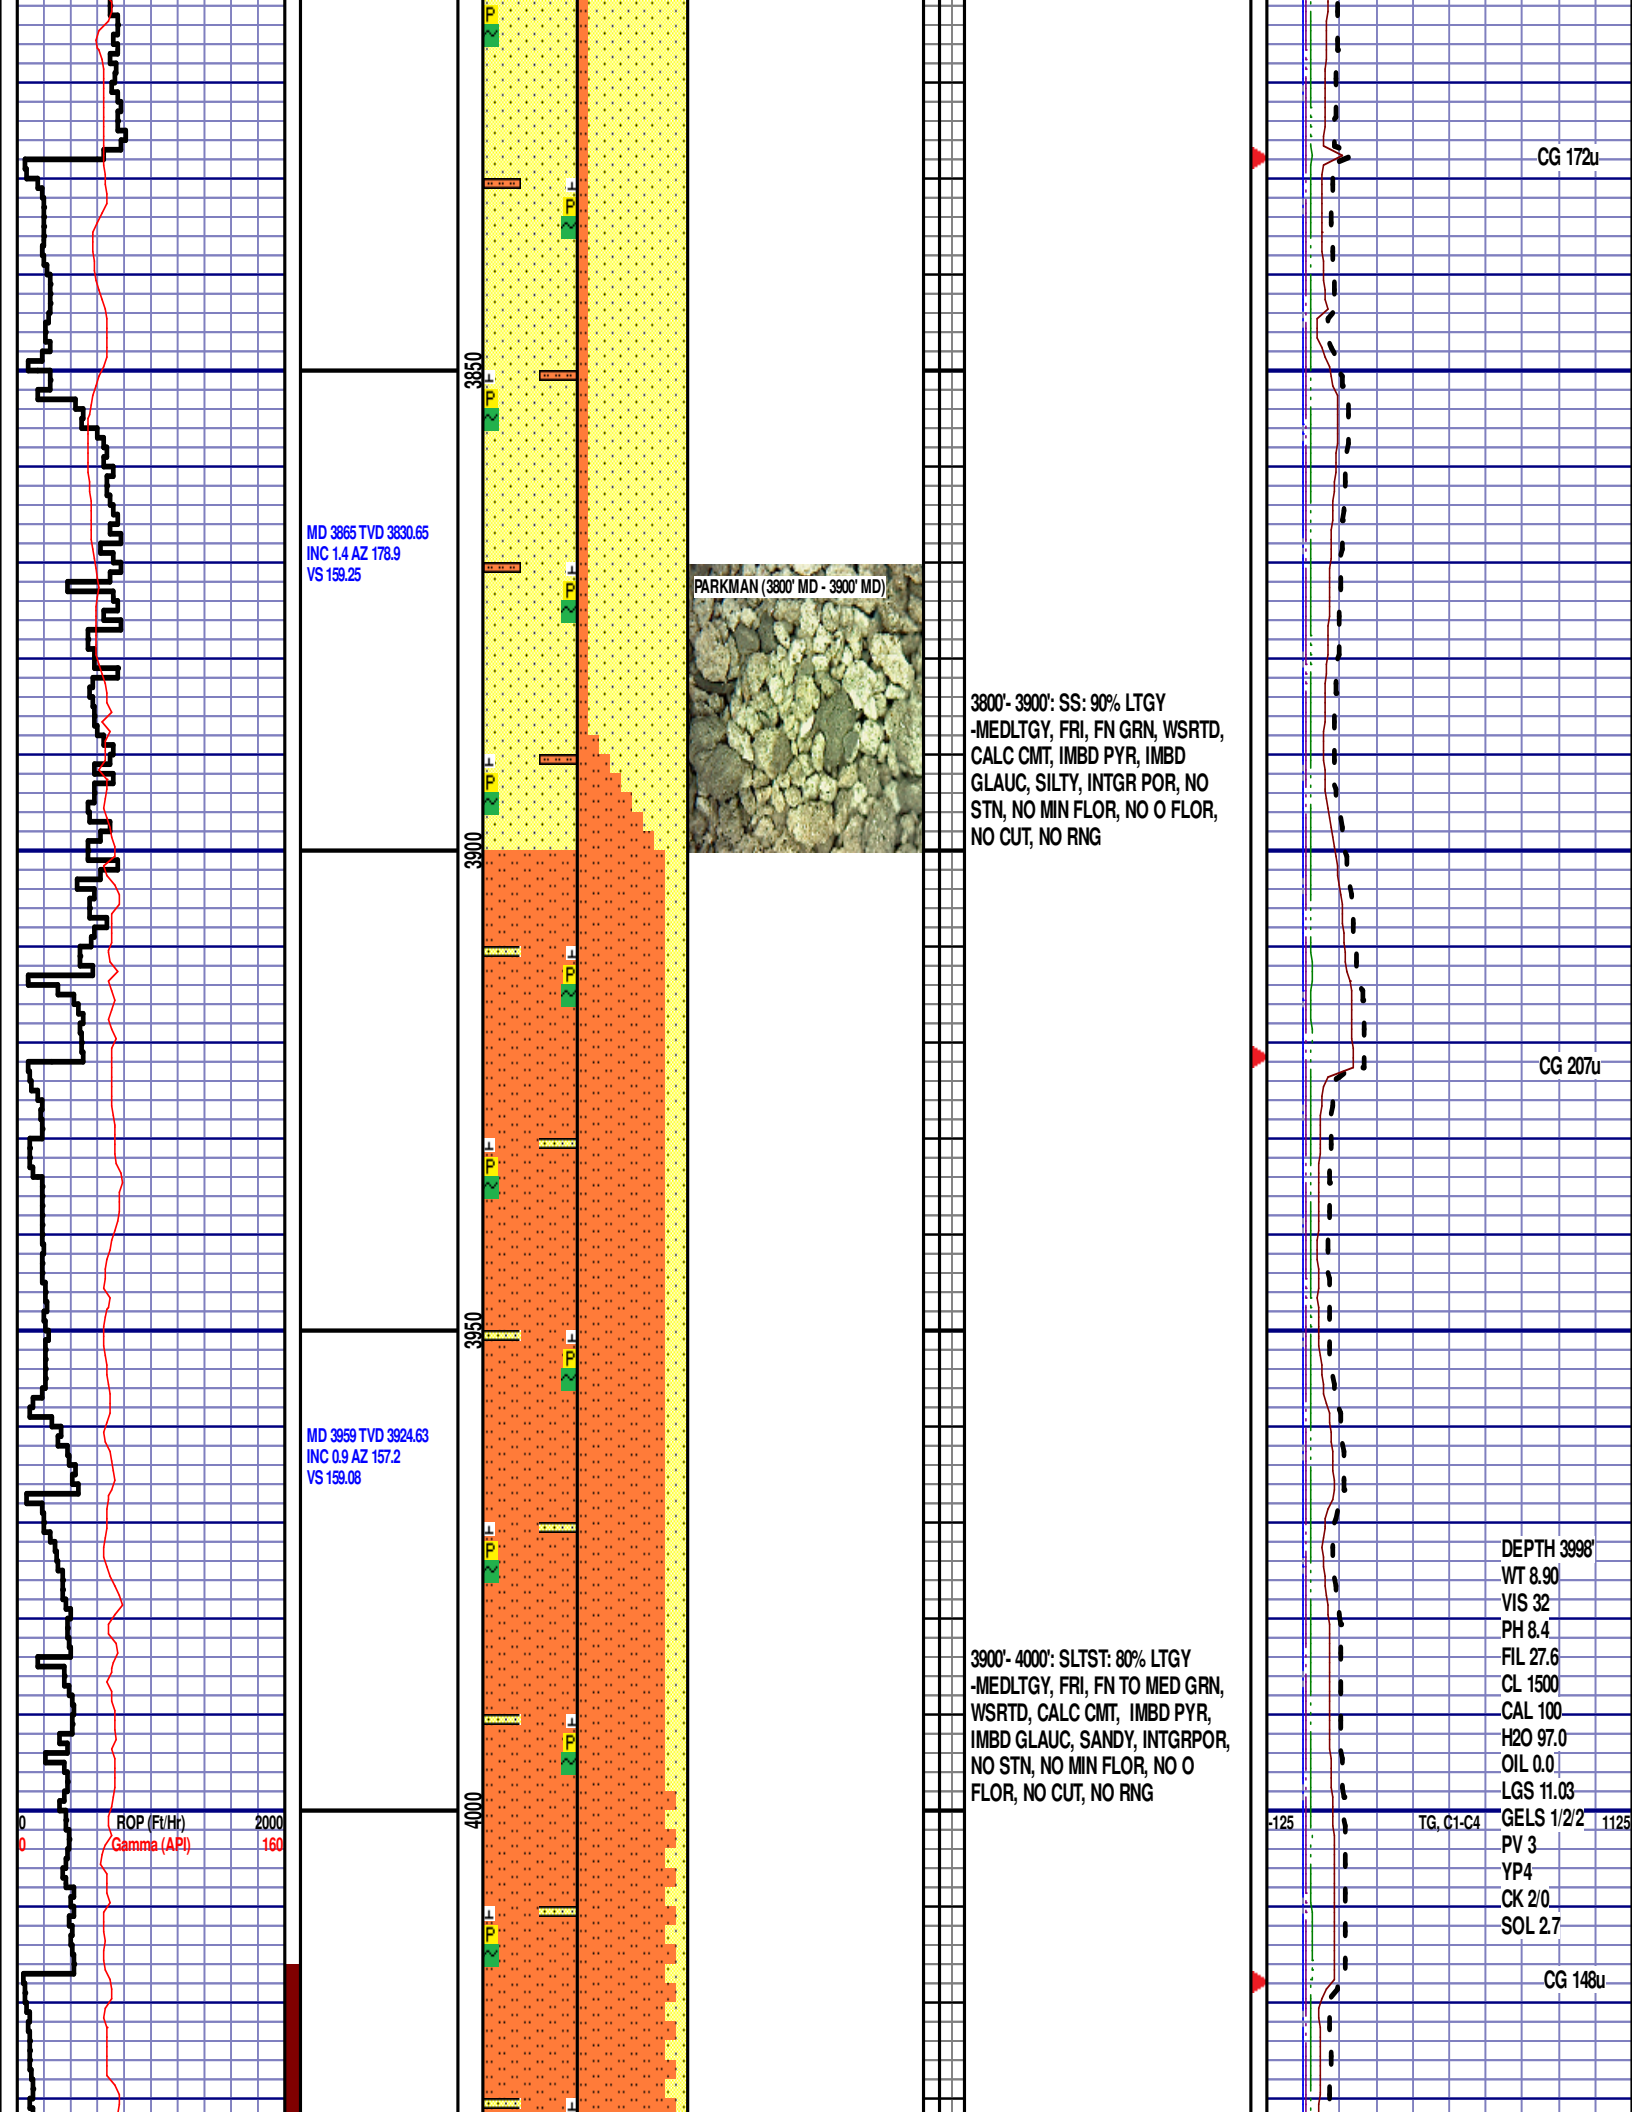 P
CG 172u
P
3850
P
MD 3865 TVD 3830.65
INC 1.4 AZ 178.9
VS 159.25
PARKMAN (3800' MD - 3900' MD)
P
3800'- 3900': SS: 90% LTGY
-MEDLTGY, FRI, FN GRN, WSRTD,
CALC CMT, IMBD PYR, IMBD
GLAUC, SILTY, INTGR POR, NO
STN, NO MIN FLOR, NO O FLOR,
NO CUT, NO RNG
P
3900
P
CG 207u
P
3950
P
MD 3959 TVD 3924.63
INC 0.9 AZ 157.2
VS 159.08
P
3900'- 4000': SLTST: 80% LTGY
-MEDLTGY, FRI, FN TO MED GRN,
WSRTD, CALC CMT, IMBD PYR,
IMBD GLAUC, SANDY, INTGRPOR,
NO STN, NO MIN FLOR, NO O
FLOR, NO CUT, NO RNG
P
4000
0 ROP (Ft/Hr) 2000
0 Gamma (API) 160
-125 TG, C1-C4 1125
DEPTH 3998'
WT 8.90
VIS 32
PH 8.4
FIL 27.6
CL 1500
CAL 100
H2O 97.0
OIL 0.0
LGS 11.03
GELS 1/2/2
PV 3
YP4
CK 2/0
SOL 2.7
P
CG 148u